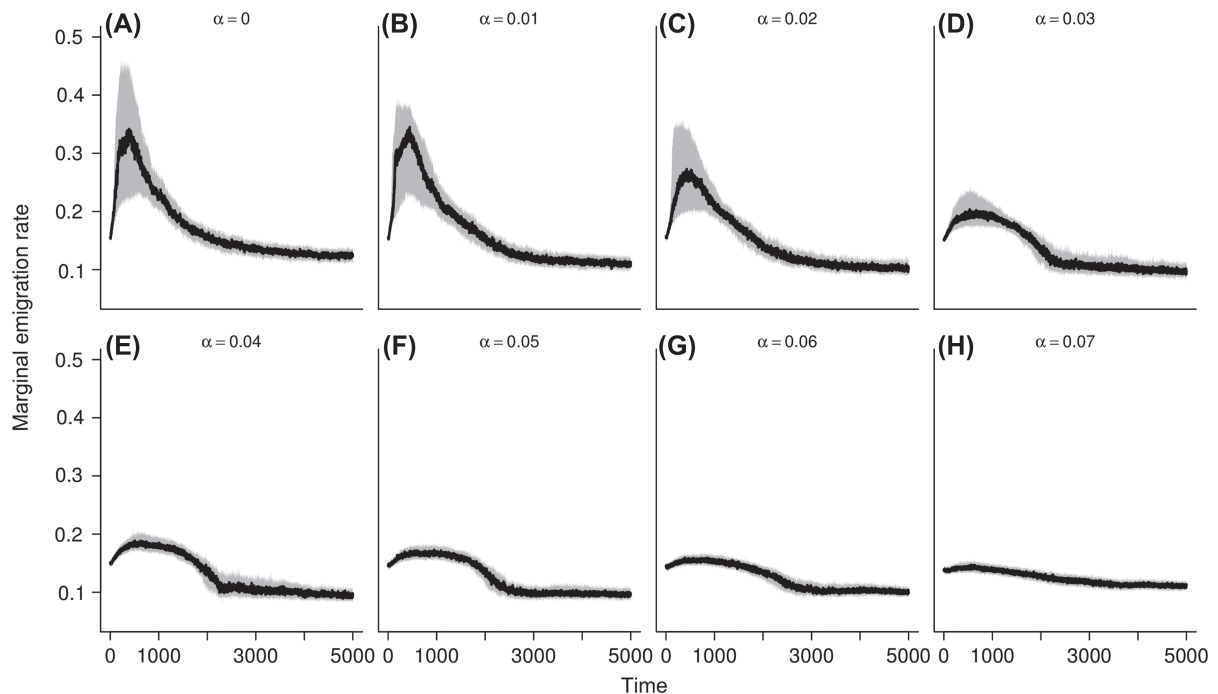 (A) α = 0
(B) α = 0.01
(C) α = 0.02
(D) α = 0.03
0.5
0.4
0.3
0.2
0.1
(E) α = 0.04
(F) α = 0.05
(G) α = 0.06
(H) α = 0.07
0.5
0.4
0.3
0.2
0.1
Marginal emigration rate
0 1000 3000 5000
0 1000 3000 5000
0 1000 3000 5000
0 1000 3000 5000
Time